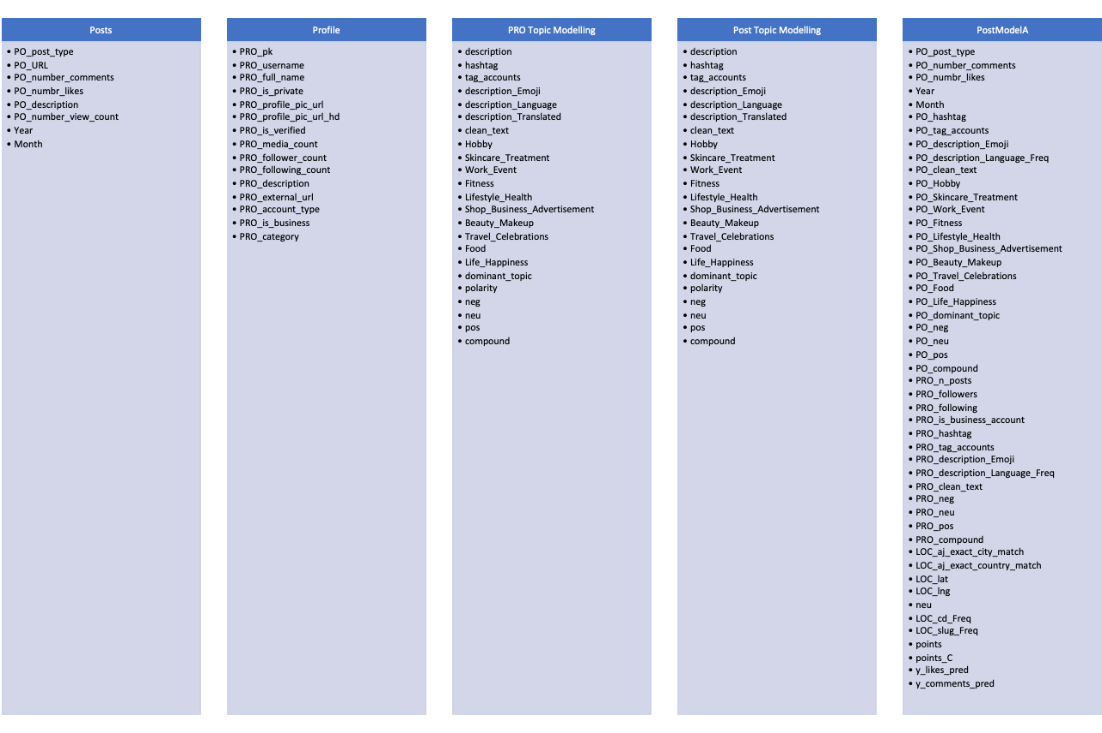 Posts
• PO_post_type
• PO_URL
• PO_number_comments
• PO_numbr_likes
• PO_description
• PO_number_view_count
• Year
• Month
Profile
• PRO_pk
• PRO_username
• PRO_full_name
• PRO_is_private
• PRO_profile_pic_url
• PRO_profile_pic_url_hd
• PRO_is_verified
• PRO_media_count
• PRO_follower_count
• PRO_following_count
• PRO_description
• PRO_external_url
• PRO_account_type
• PRO_is_business
• PRO_category
PRO Topic Modelling
• description
• hashtag
• tag_accounts
• description_Emoji
• description_Language
• description_Translated
• clean_text
• Hobby
• Skincare_Treatment
• Work_Event
• Fitness
• Lifestyle_Health
• Shop_Business_Advertisement
• Beauty_Makeup
• Travel_Celebrations
• Food
• Life_Happiness
• dominant_topic
• polarity
• neg
• neu
• pos
• compound
Post Topic Modelling
• description
• hashtag
• tag_accounts
• description_Emoji
• description_Language
• description_Translated
• clean_text
• Hobby
• Skincare_Treatment
• Work_Event
• Fitness
• Lifestyle_Health
• Shop_Business_Advertisement
• Beauty_Makeup
• Travel_Celebrations
• Food
• Life_Happiness
• dominant_topic
• polarity
• neg
• neu
• pos
• compound
PostModelA
• PO_post_type
• PO_number_comments
• PO_numbr_likes
• Year
• Month
• PO_hashtag
• PO_tag_accounts
• PO_description_Emoji
• PO_description_Language_Freq
• PO_clean_text
• PO_Hobby
• PO_Skincare_Treatment
• PO_Work_Event
• PO_Fitness
• PO_Lifestyle_Health
• PO_Shop_Business_Advertisement
• PO_Beauty_Makeup
• PO_Travel_Celebrations
• PO_Food
• PO_Life_Happiness
• PO_dominant_topic
• PO_neg
• PO_neu
• PO_pos
• PO_compound
• PRO_n_posts
• PRO_followers
• PRO_following
• PRO_is_business_account
• PRO_hashtag
• PRO_tag_accounts
• PRO_description_Emoji
• PRO_description_Language_Freq
• PRO_clean_text
• PRO_neg
• PRO_neu
• PRO_pos
• PRO_compound
• LOC_aj_exact_city_match
• LOC_aj_exact_country_match
• LOC_lat
• LOC_lng
• neu
• LOC_cd_Freq
• LOC_slug_Freq
• points
• points_C
• y_likes_pred
• y_comments_pred